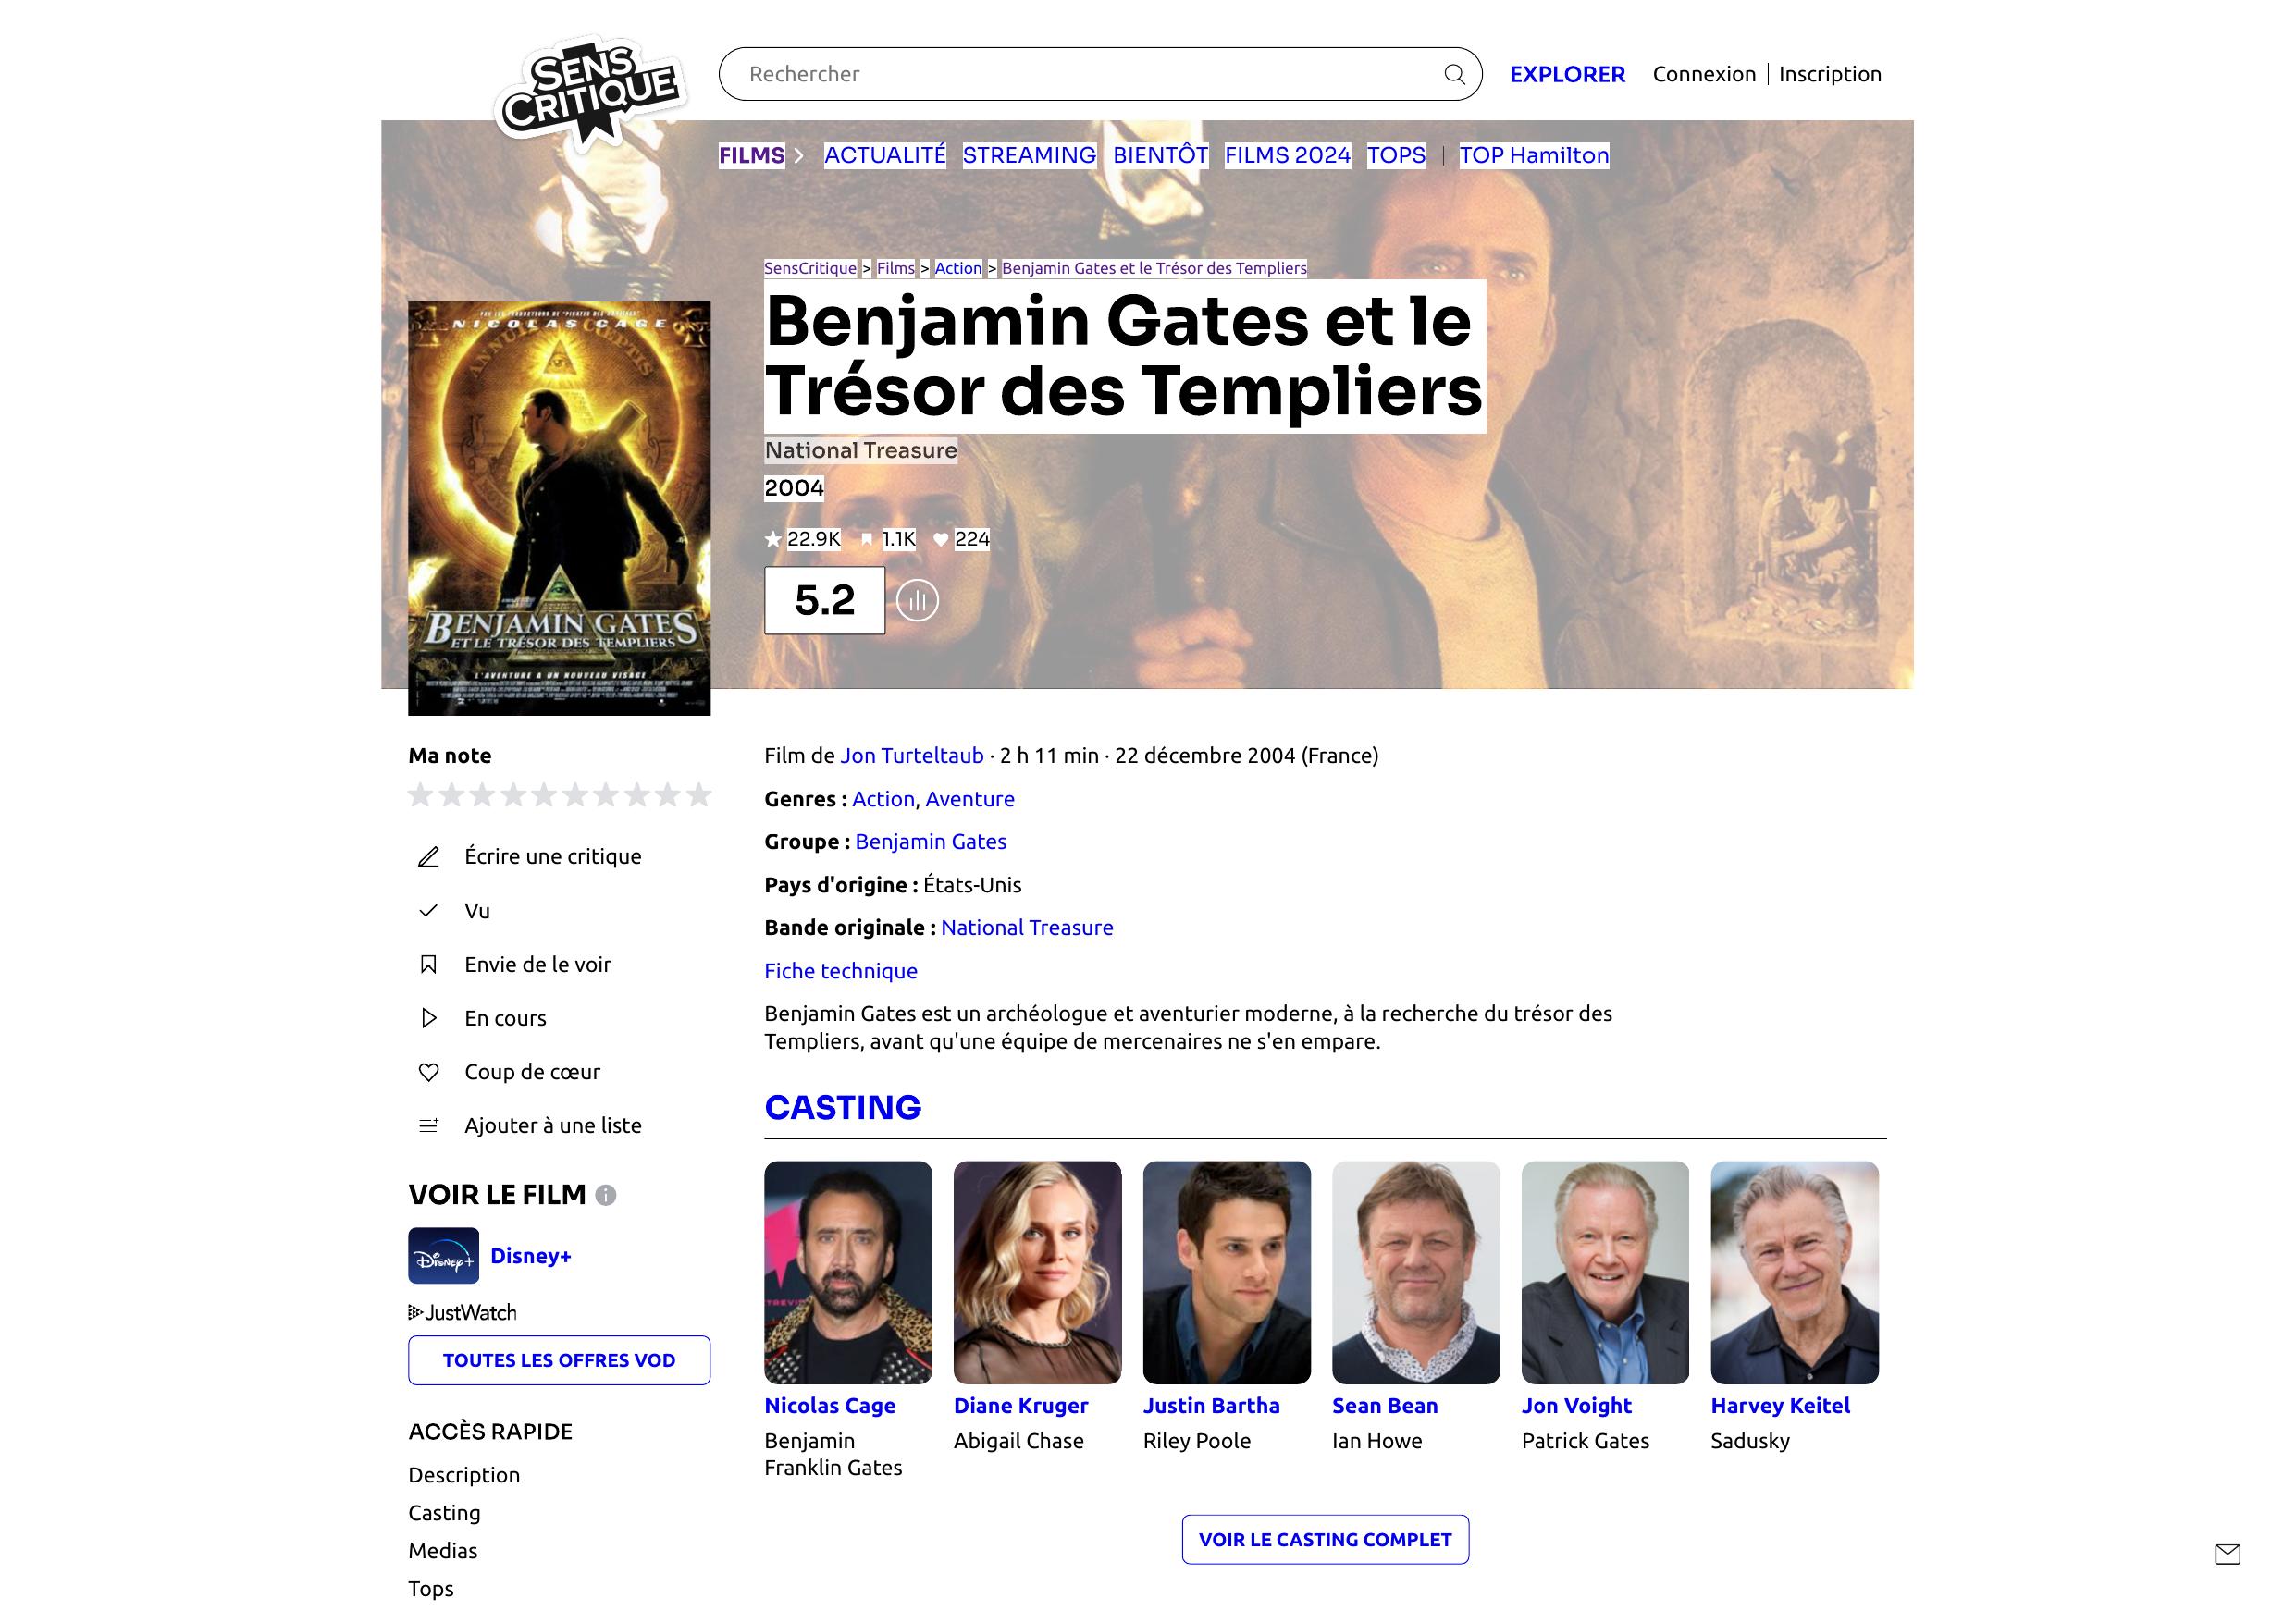 SENS
CRITIQUE
Rechercher
EXPLORER
Connexion | Inscription
FILMS
ACTUALITÉ STREAMING BIENTÔT FILMS 2024 TOPS | TOP Hamilton
SensCritique > Films > Action > Benjamin Gates et le Trésor des Templiers
Benjamin Gates et le
Trésor des Templiers
National Treasure
2004
22.9K 1.1K 224
5.2
NICOLAS CAGE
ANNUIT CŒPTIS
BENJAMIN GATES
ET LE TRÉSOR DES TEMPLIERS
L'AVENTURE A UN NOUVEAU VISAGE
Ma note
Écrire une critique
Vu
Envie de le voir
En cours
Coup de cœur
Ajouter à une liste
VOIR LE FILM
Disney+
Disney+
JustWatch
TOUTES LES OFFRES VOD
ACCÈS RAPIDE
Description
Casting
Medias
Tops
Film de Jon Turteltaub · 2 h 11 min · 22 décembre 2004 (France)
Genres : Action, Aventure
Groupe : Benjamin Gates
Pays d'origine : États-Unis
Bande originale : National Treasure
Fiche technique
Benjamin Gates est un archéologue et aventurier moderne, à la recherche du trésor des
Templiers, avant qu'une équipe de mercenaires ne s'en empare.
CASTING
Nicolas Cage
Benjamin
Franklin Gates
Diane Kruger
Abigail Chase
Justin Bartha
Riley Poole
Sean Bean
Ian Howe
Jon Voight
Patrick Gates
Harvey Keitel
Sadusky
VOIR LE CASTING COMPLET